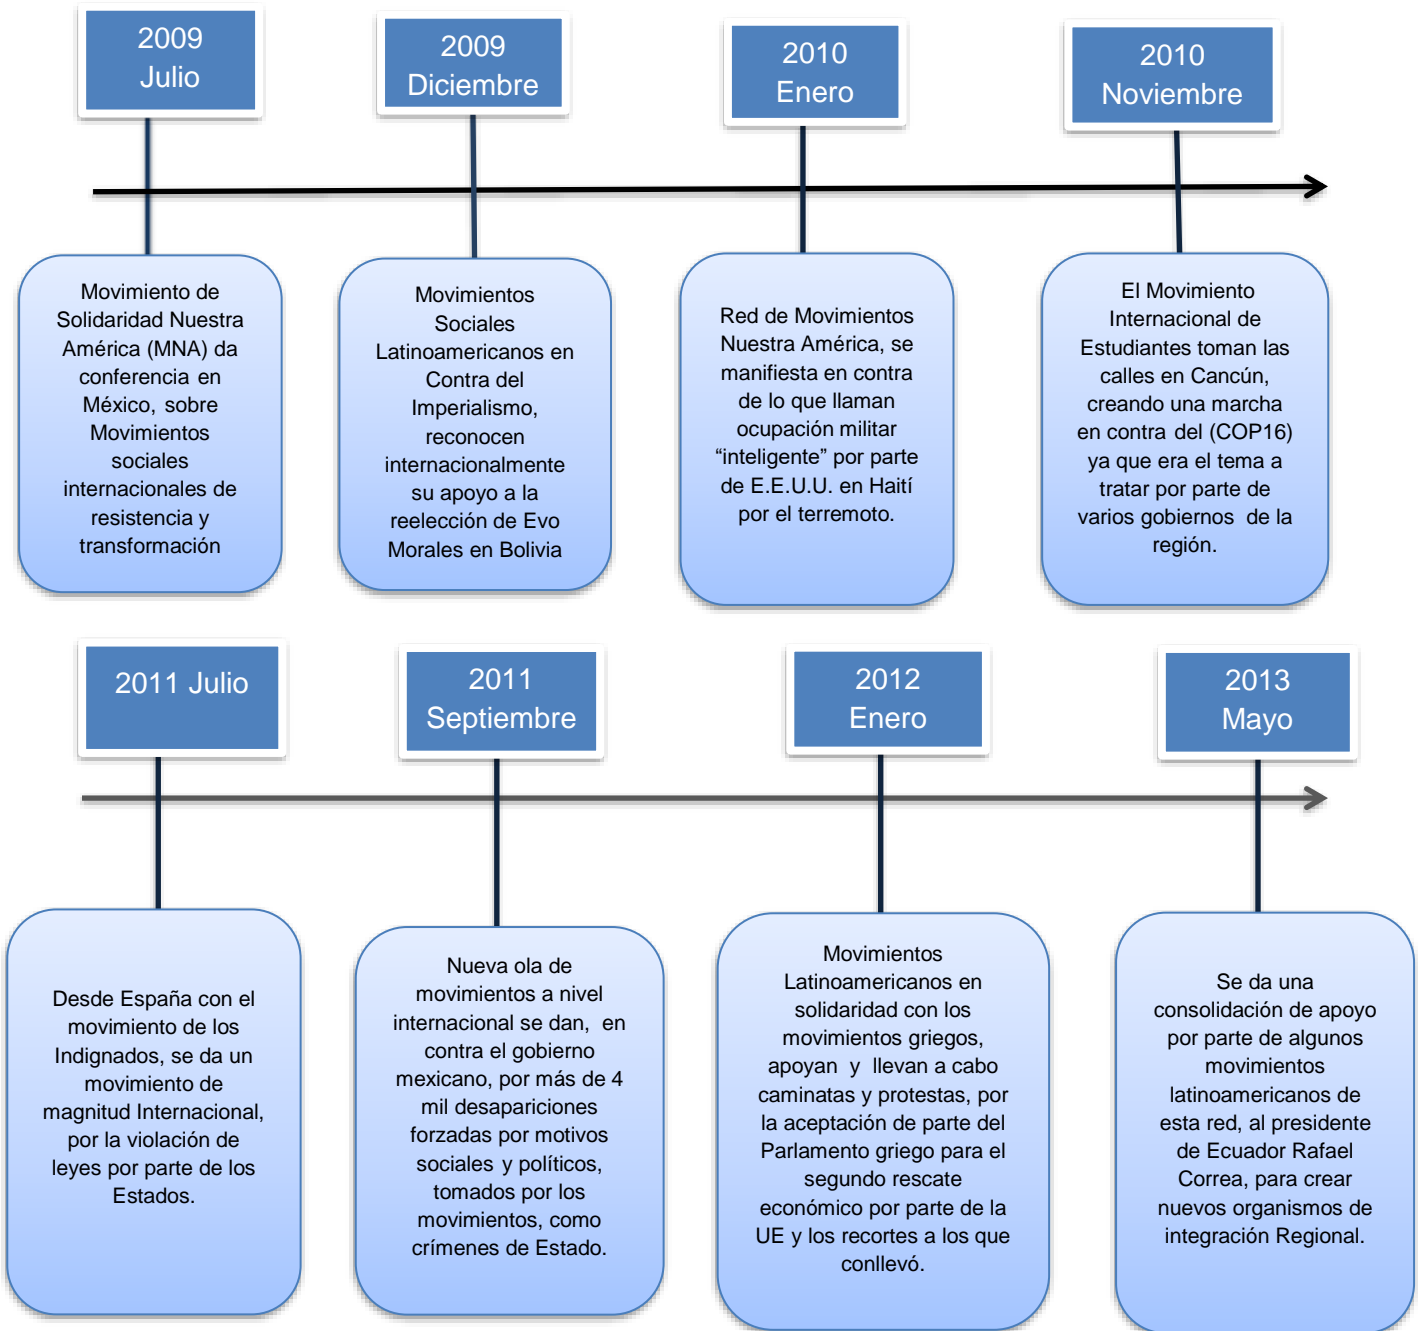 2009
Julio
2009
Diciembre
2010
Enero
2010
Noviembre
Movimiento de
Solidaridad Nuestra
América (MNA) da
conferencia en
México, sobre
Movimientos
sociales
internacionales de
resistencia y
transformación
Movimientos
Sociales
Latinoamericanos en
Contra del
Imperialismo,
reconocen
internacionalmente
su apoyo a la
reelección de Evo
Morales en Bolivia
Red de Movimientos
Nuestra América, se
manifiesta en contra
de lo que llaman
ocupación militar
“inteligente” por parte
de E.E.U.U. en Haití
por el terremoto.
El Movimiento
Internacional de
Estudiantes toman las
calles en Cancún,
creando una marcha
en contra del (COP16)
ya que era el tema a
tratar por parte de
varios gobiernos de la
región.
2011 Julio
2011
Septiembre
2012
Enero
2013
Mayo
Desde España con el
movimiento de los
Indignados, se da un
movimiento de
magnitud Internacional,
por la violación de
leyes por parte de los
Estados.
Nueva ola de
movimientos a nivel
internacional se dan, en
contra el gobierno
mexicano, por más de 4
mil desapariciones
forzadas por motivos
sociales y políticos,
tomados por los
movimientos, como
crímenes de Estado.
Movimientos
Latinoamericanos en
solidaridad con los
movimientos griegos,
apoyan y llevan a cabo
caminatas y protestas, por
la aceptación de parte del
Parlamento griego para el
segundo rescate
económico por parte de la
UE y los recortes a los que
conllevó.
Se da una
consolidación de apoyo
por parte de algunos
movimientos
latinoamericanos de
esta red, al presidente
de Ecuador Rafael
Correa, para crear
nuevos organismos de
integración Regional.